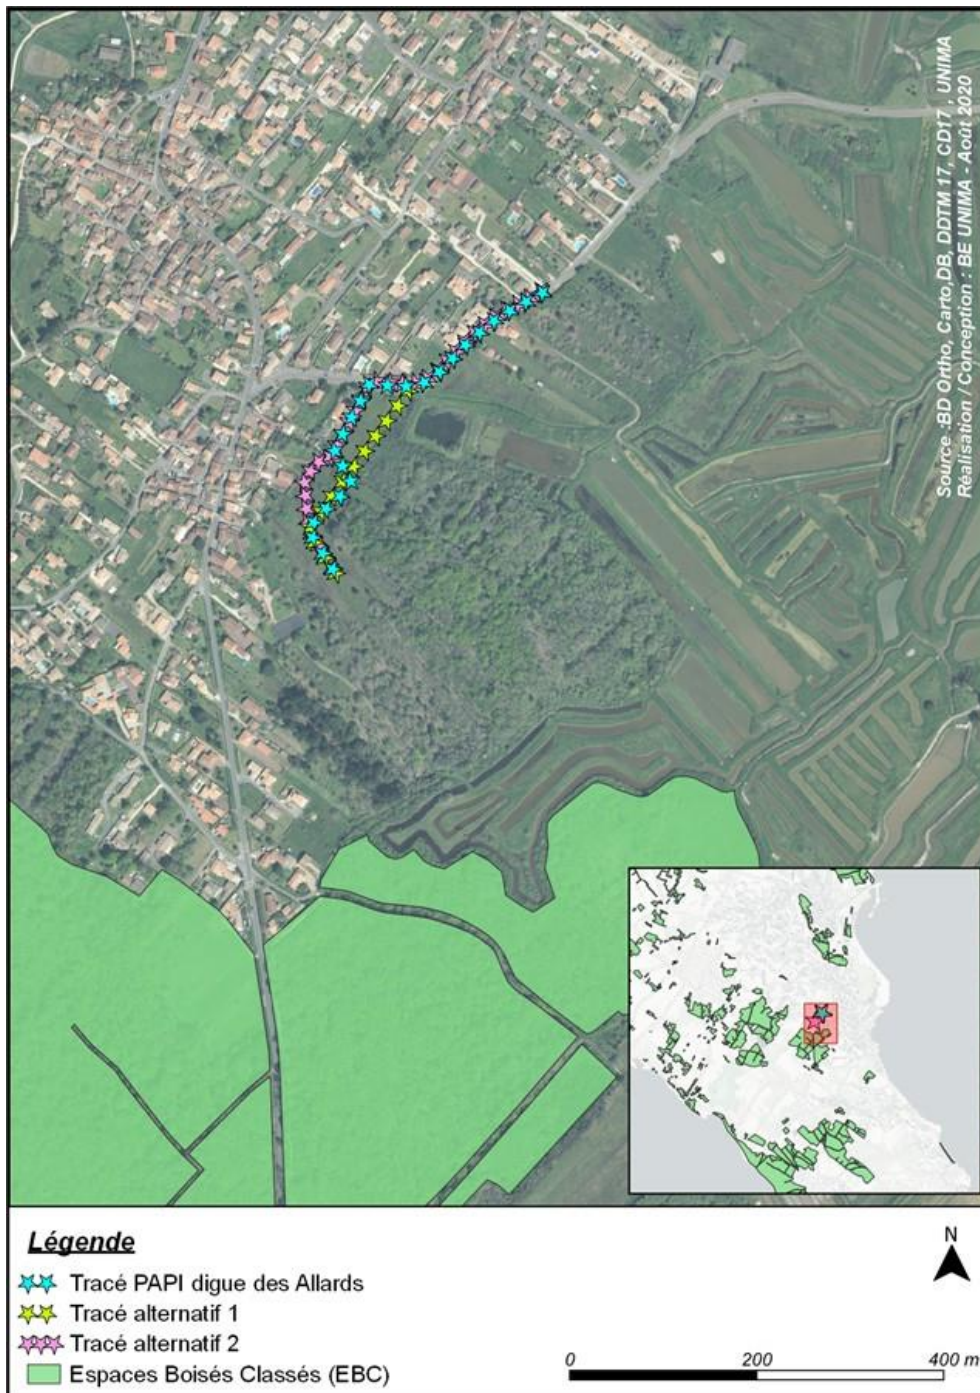 Source :BD Ortho, Carto,DB, DDTM 17, CD17 , UNIMA
Réalisation / Conception : BE UNIMA - Août 2020
Légende
Tracé PAPI digue des Allards
Tracé alternatif 1
Tracé alternatif 2
Espaces Boisés Classés (EBC)
N
0 200 400 m